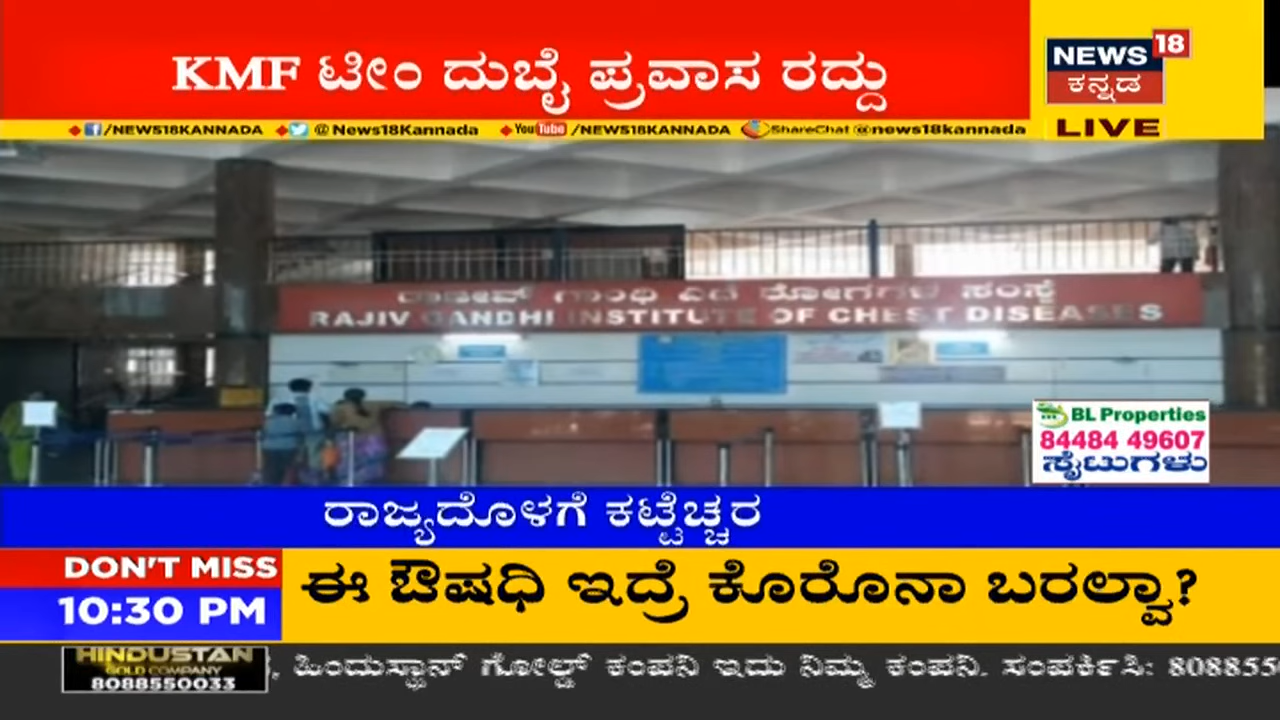 KMF ಟೀಂ ದುಬೈ ಪ್ರವಾಸ ರದ್ದು
NEWS 18
ಕನ್ನಡ
LIVE
/NEWS18KANNADA @News18Kannada YouTube /NEWS18KANNADA ShareChat @news18kannada
ರಾಜೀವ್ ಗಾಂಧಿ ಎದೆ ರೋಗಗಳ ಸಂಸ್ಥೆ
RAJIV GANDHI INSTITUTE OF CHEST DISEASES
BL Properties
84484 49607
ಸೈಟುಗಳು
ರಾಜ್ಯದೊಳಗೆ ಕಟ್ಟೆಚ್ಚರ
DON'T MISS
10:30 PM
ಈ ಔಷಧಿ ಇದ್ರೆ ಕೊರೊನಾ ಬರಲ್ವಾ?
HINDUSTAN
GOLD COMPANY
8088550033
, ಹಿಂದುಸ್ಥಾನ್ ಗೋಲ್ಡ್ ಕಂಪನಿ ಇದು ನಿಮ್ಮ ಕಂಪನಿ. ಸಂಪರ್ಕಿಸಿ: 808855